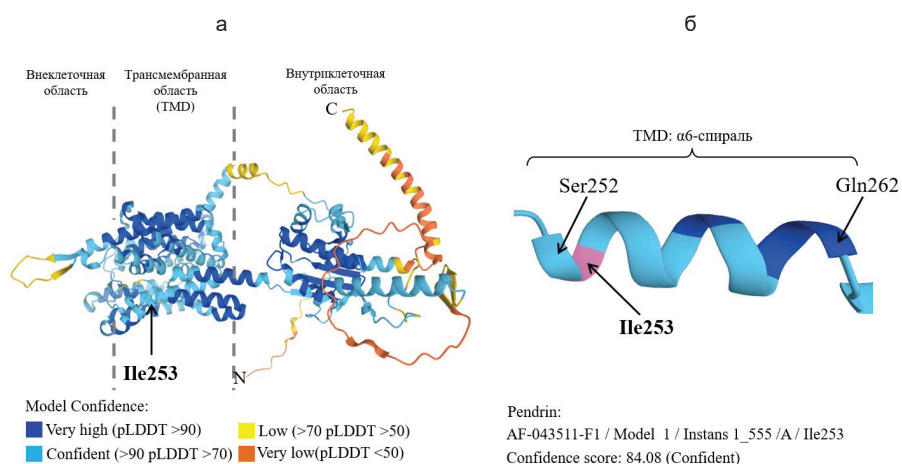 а
б
Внеклеточная
область
Трансмембранная
область
(TMD)
Внутриклеточная
область
C
N
Ile253
TMD: α6-спираль
Ser252
Gln262
Ile253
Model Confidence:
Very high (pLDDT >90)
Low (>70 pLDDT >50)
Confident (>90 pLDDT >70)
Very low(pLDDT <50)
Pendrin:
AF-043511-F1 / Model 1 / Instans 1_555 /A / Ile253
Confidence score: 84.08 (Confident)